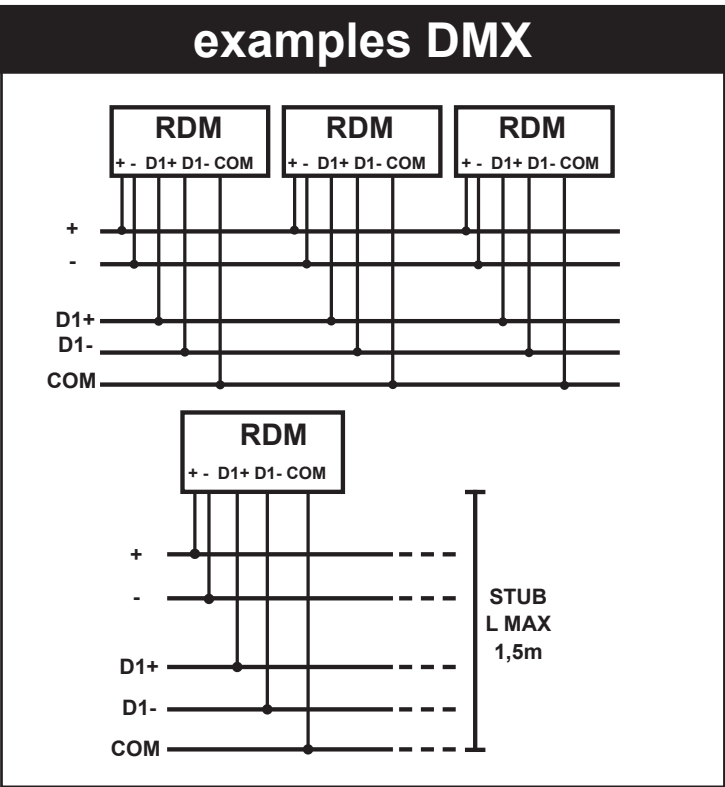 examples DMX
RDM RDM RDM
+ - D1+ D1- COM + - D1+ D1- COM + - D1+ D1- COM
+
-
D1+
D1-
COM
RDM
+ - D1+ D1- COM
+
-
D1+
D1-
COM
STUB
L MAX
1,5m